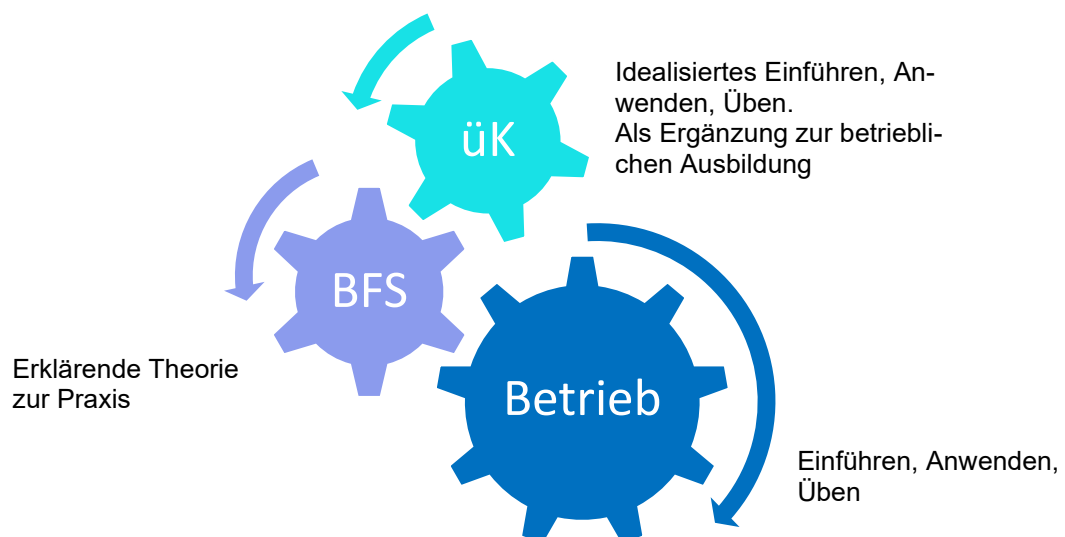 Idealisiertes Einführen, An-
wenden, Üben.
Als Ergänzung zur betriebli-
chen Ausbildung
üK
BFS
Erklärende Theorie
zur Praxis
Betrieb
Einführen, Anwenden,
Üben